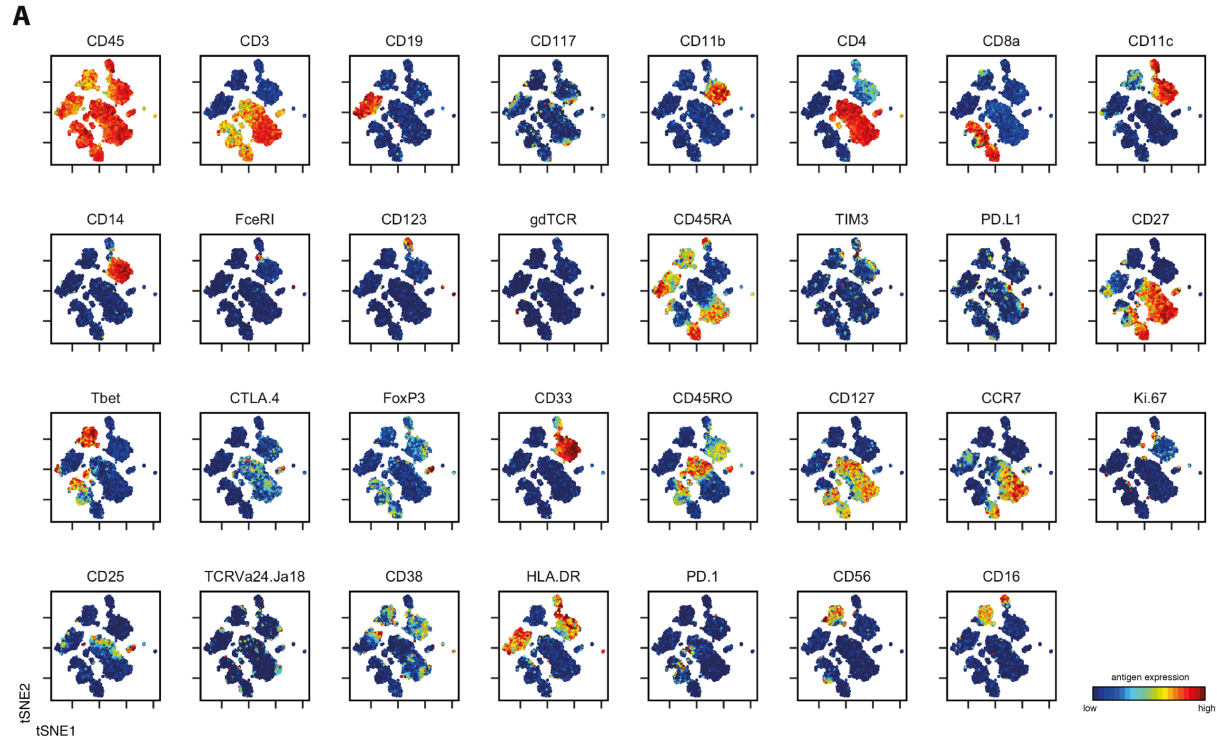 A
CD45 CD3 CD19 CD117 CD11b CD4 CD8a CD11c
CD14 FceRI CD123 gdTCR CD45RA TIM3 PD.L1 CD27
Tbet CTLA.4 FoxP3 CD33 CD45RO CD127 CCR7 Ki.67
CD25 TCRVa24.Ja18 CD38 HLA.DR PD.1 CD56 CD16
antigen expression
low high
tSNE2
tSNE1